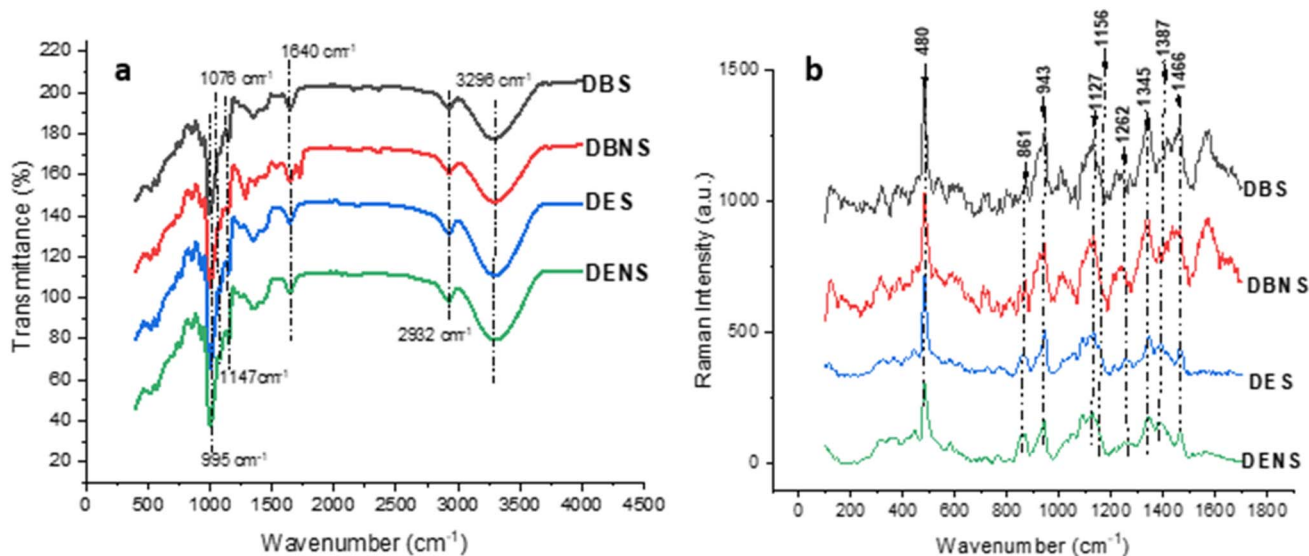 a
1640 cm-1
1076 cm-1
3296 cm-1
DBS
DBNS
DES
DENS
2932 cm-1
1147cm-1
995 cm-1
Transmittance (%)
220
200
180
160
140
120
100
80
60
40
20
0 500 1000 1500 2000 2500 3000 3500 4000 4500
Wavenumber (cm-1)
b
480
861
943
1127
1156
1262
1345
1387
1466
DBS
DBNS
DES
DENS
Raman Intensity (a.u.)
1500
1000
500
0
0 200 400 600 800 1000 1200 1400 1600 1800
Wavenumber (cm-1)